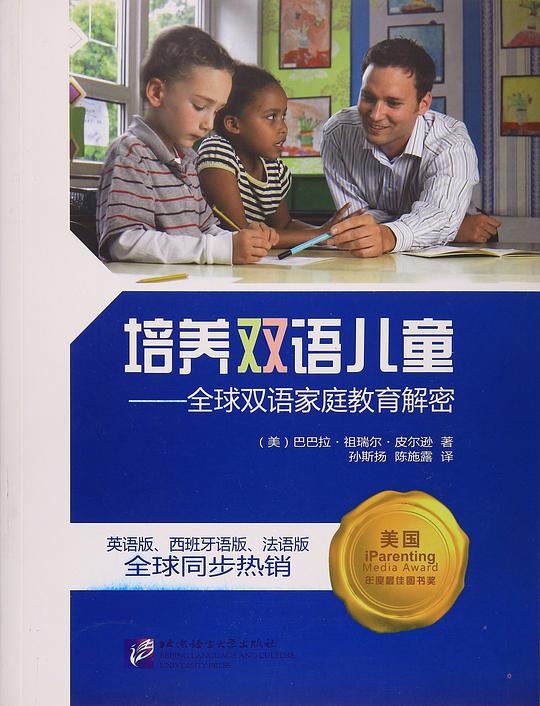 培养双语儿童
——全球双语家庭教育解密
（美）巴巴拉·祖瑞尔·皮尔逊 著
孙斯扬 陈施露 译
英语版、西班牙语版、法语版
全球同步热销
美国
iParenting
Media Award
年度最佳图书奖
北京语言大学出版社
BEIJING LANGUAGE AND CULTURE
UNIVERSITY PRESS